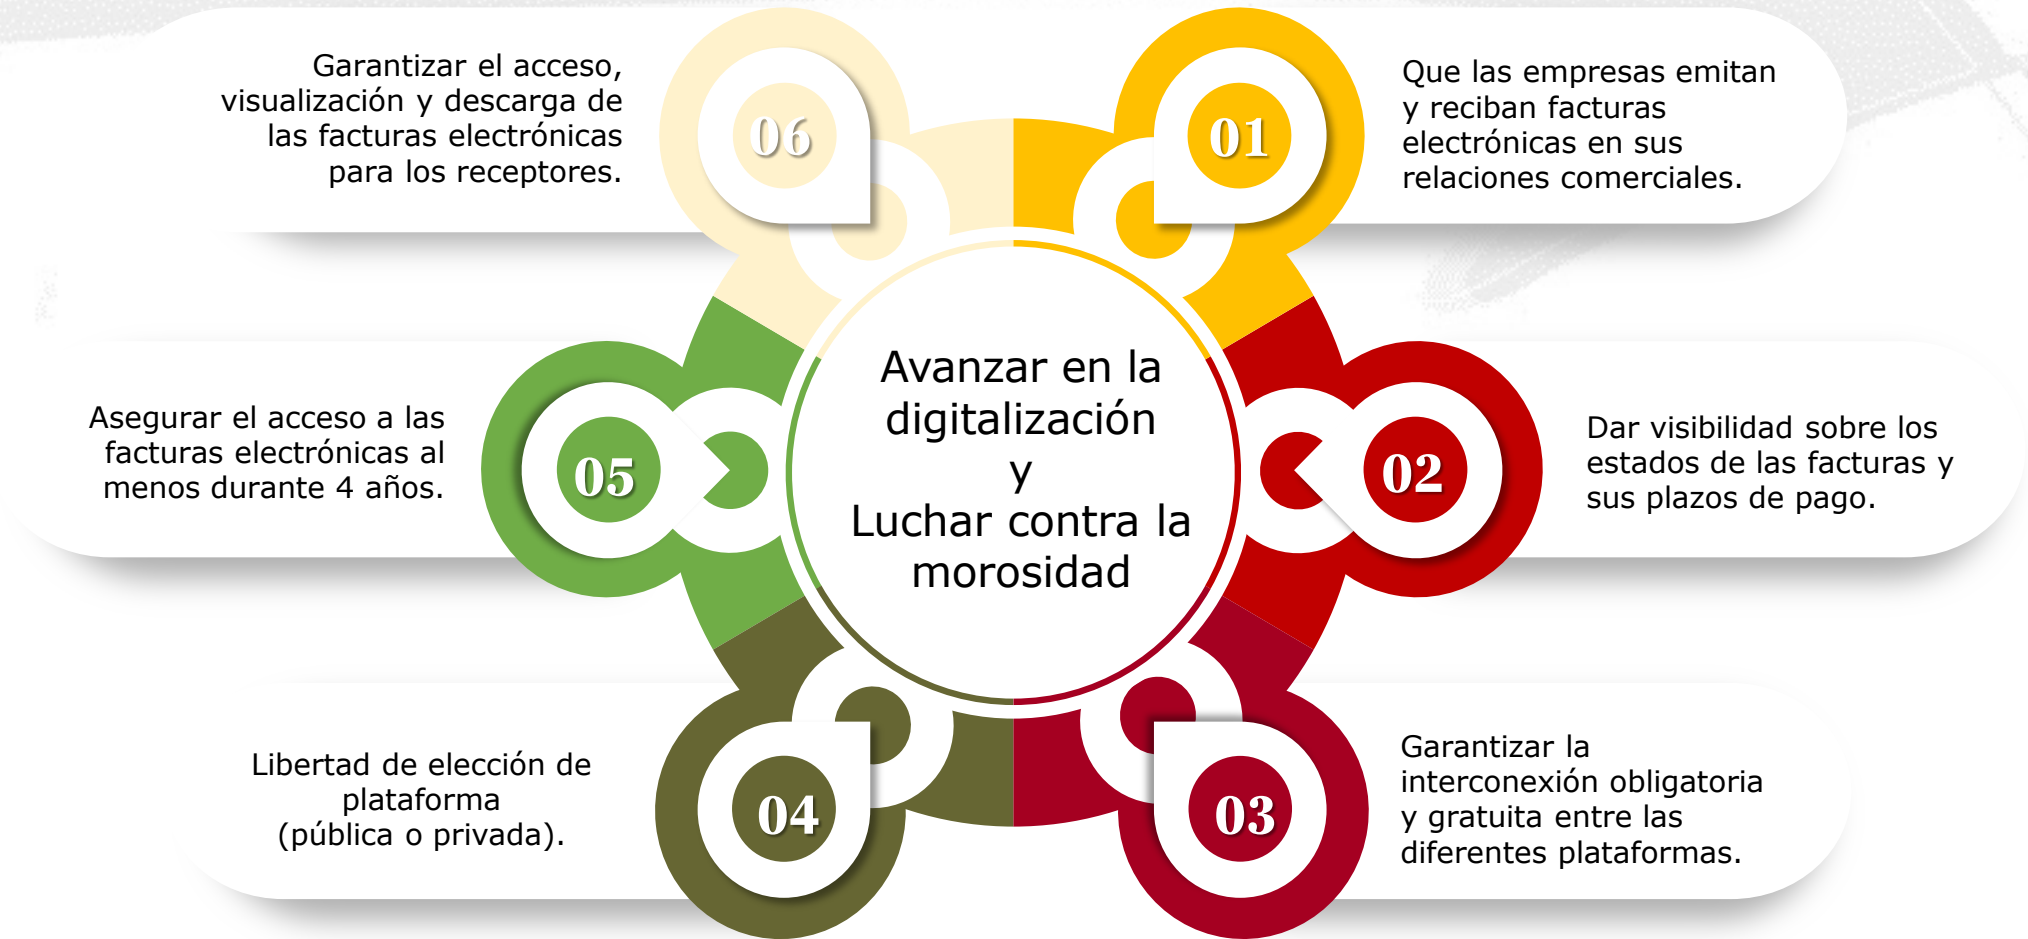 01
Que las empresas emitan
y reciban facturas
electrónicas en sus
relaciones comerciales.
02
Dar visibilidad sobre los
estados de las facturas y
sus plazos de pago.
03
Garantizar la
interconexión obligatoria
y gratuita entre las
diferentes plataformas.
04
Libertad de elección de
plataforma
(pública o privada).
05
Asegurar el acceso a las
facturas electrónicas al
menos durante 4 años.
06
Garantizar el acceso,
visualización y descarga de
las facturas electrónicas
para los receptores.
Avanzar en la
digitalización
y
Luchar contra la
morosidad